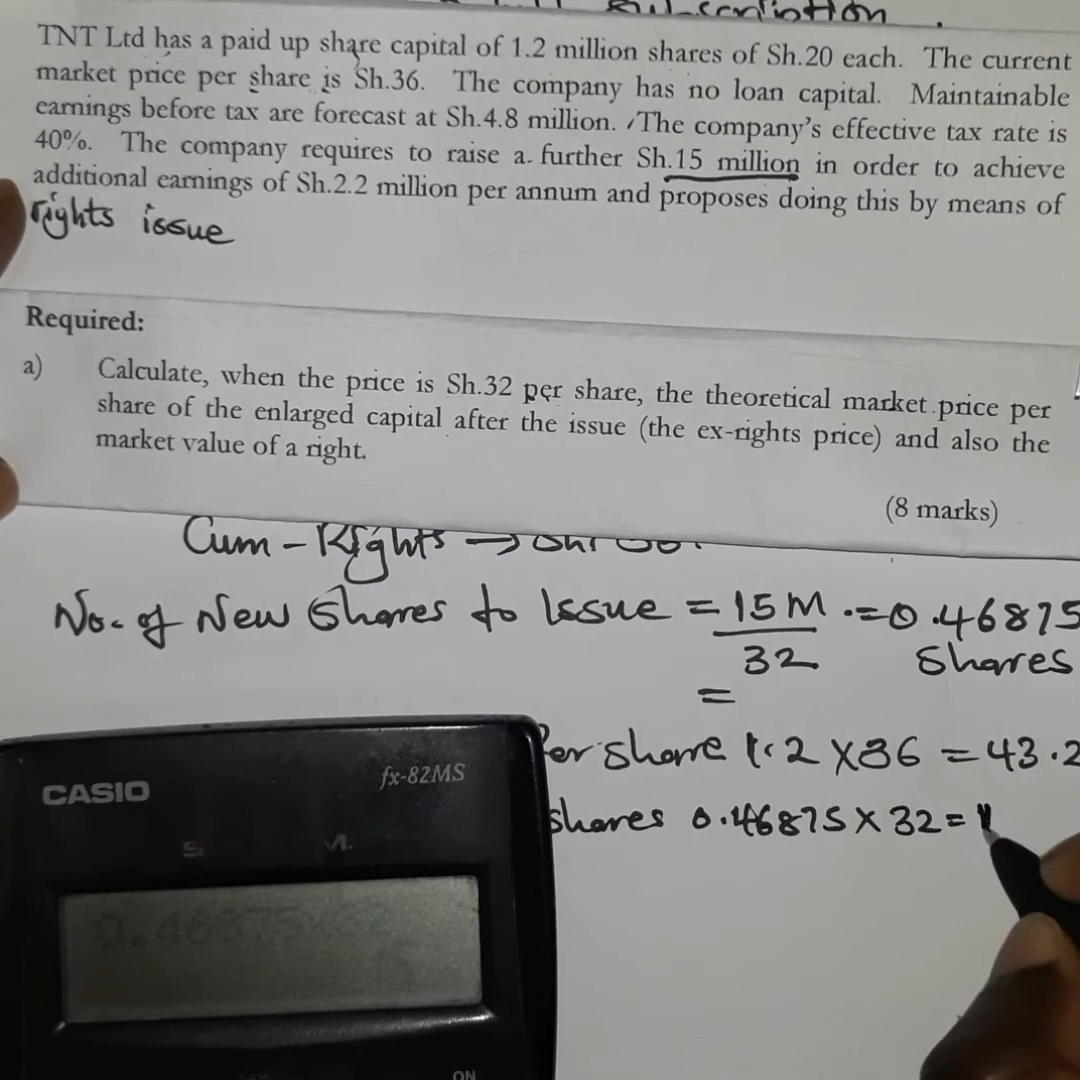 TNT Ltd has a paid up share capital of 1.2 million shares of Sh.20 each. The current
market price per share is Sh.36. The company has no loan capital. Maintainable
earnings before tax are forecast at Sh.4.8 million. The company's effective tax rate is
40%. The company requires to raise a further Sh.15 million in order to achieve
additional earnings of Sh.2.2 million per annum and proposes doing this by means of
rights issue
Required:
a) Calculate, when the price is Sh.32 per share, the theoretical market price per
share of the enlarged capital after the issue (the ex-rights price) and also the
market value of a right.
(8 marks)
Cum-Rights →
No. of New Shares to Issue = 15M = 0.46875
32 Shares
=
Per share 1.2 X 36 = 43.2
shares 0.46875 X 32 =
CASIO fx-82MS
0.46875×32
15
ON